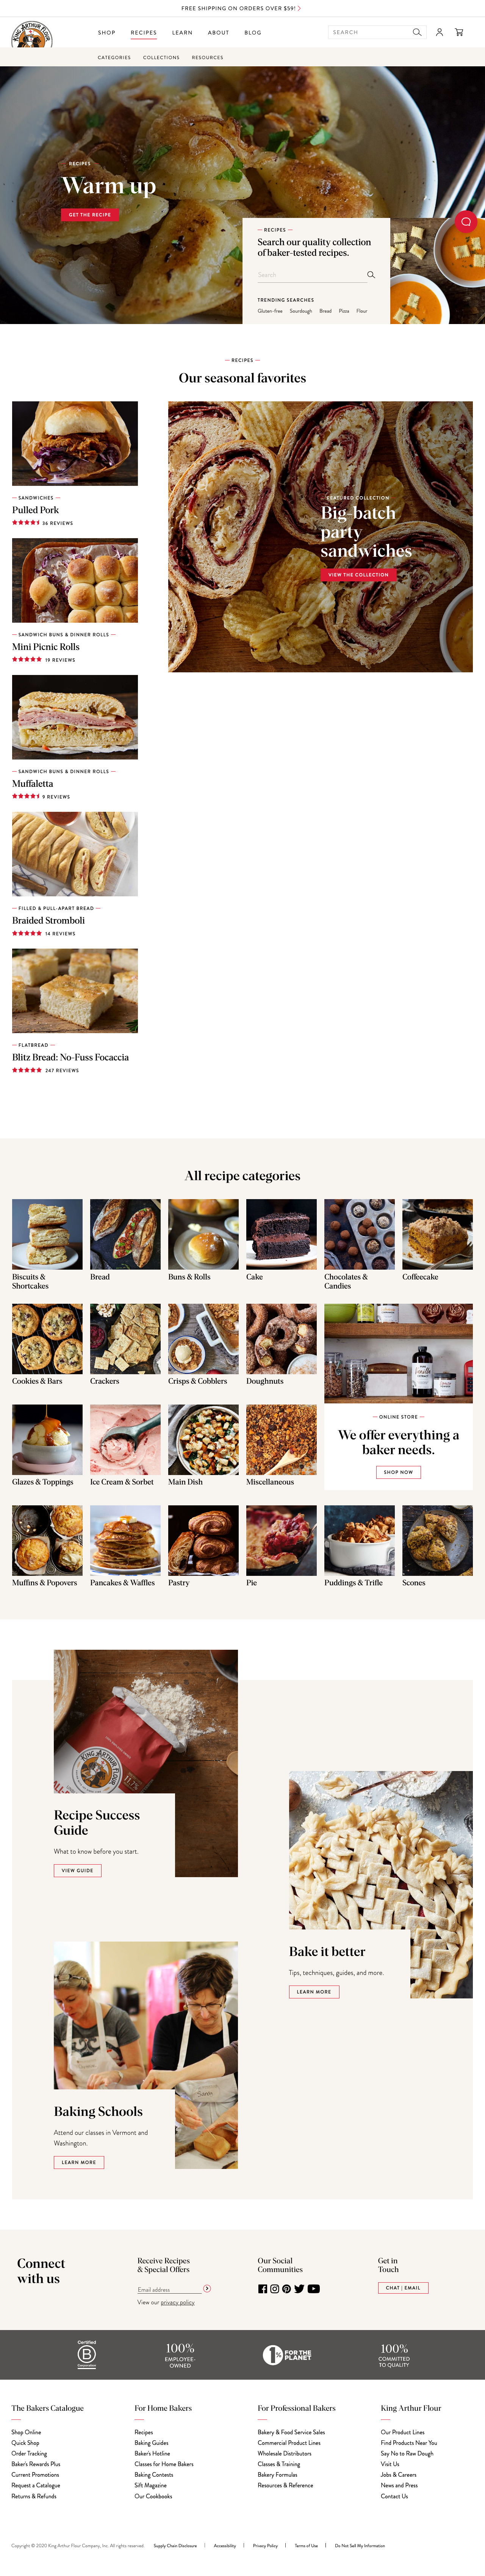 FREE SHIPPING ON ORDERS OVER $59!
KING ARTHUR FLOUR
SHOP RECIPES LEARN ABOUT BLOG
SEARCH
CATEGORIES COLLECTIONS RESOURCES
RECIPES
Warm up
GET THE RECIPE
RECIPES
Search our quality collection
of baker-tested recipes.
Search
TRENDING SEARCHES
Gluten-free Sourdough Bread Pizza Flour
RECIPES
Our seasonal favorites
SANDWICHES
Pulled Pork
36 REVIEWS
SANDWICH BUNS & DINNER ROLLS
Mini Picnic Rolls
19 REVIEWS
SANDWICH BUNS & DINNER ROLLS
Muffaletta
9 REVIEWS
FILLED & PULL-APART BREAD
Braided Stromboli
14 REVIEWS
FLATBREAD
Blitz Bread: No-Fuss Focaccia
247 REVIEWS
FEATURED COLLECTION
Big-batch
party
sandwiches
VIEW THE COLLECTION
All recipe categories
Biscuits &
Shortcakes
Bread
Buns & Rolls
Cake
Chocolates &
Candies
Coffeecake
Cookies & Bars
Crackers
Crisps & Cobblers
Doughnuts
Glazes & Toppings
Ice Cream & Sorbet
Main Dish
Miscellaneous
ONLINE STORE
We offer everything a
baker needs.
SHOP NOW
Muffins & Popovers
Pancakes & Waffles
Pastry
Pie
Puddings & Trifle
Scones
KING ARTHUR FLOUR
Recipe Success
Guide
What to know before you start.
VIEW GUIDE
Bake it better
Tips, techniques, guides, and more.
LEARN MORE
Baking Schools
Attend our classes in Vermont and
Washington.
LEARN MORE
Connect
with us
Receive Recipes
& Special Offers
Email address
View our privacy policy
Our Social
Communities
Get in
Touch
CHAT | EMAIL
Certified
B
Corporation
100%
EMPLOYEE-
OWNED
1% FOR THE
PLANET
100%
COMMITTED
TO QUALITY
The Bakers Catalogue
Shop Online
Quick Shop
Order Tracking
Baker's Rewards Plus
Current Promotions
Request a Catalogue
Returns & Refunds
For Home Bakers
Recipes
Baking Guides
Baker's Hotline
Classes for Home Bakers
Baking Contests
Sift Magazine
Our Cookbooks
For Professional Bakers
Bakery & Food Service Sales
Commercial Product Lines
Wholesale Distributors
Classes & Training
Bakery Formulas
Resources & Reference
King Arthur Flour
Our Product Lines
Find Products Near You
Say No to Raw Dough
Visit Us
Jobs & Careers
News and Press
Contact Us
Copyright © 2020 King Arthur Flour Company, Inc. All rights reserved. Supply Chain Disclosure | Accessibility | Privacy Policy | Terms of Use | Do Not Sell My Information